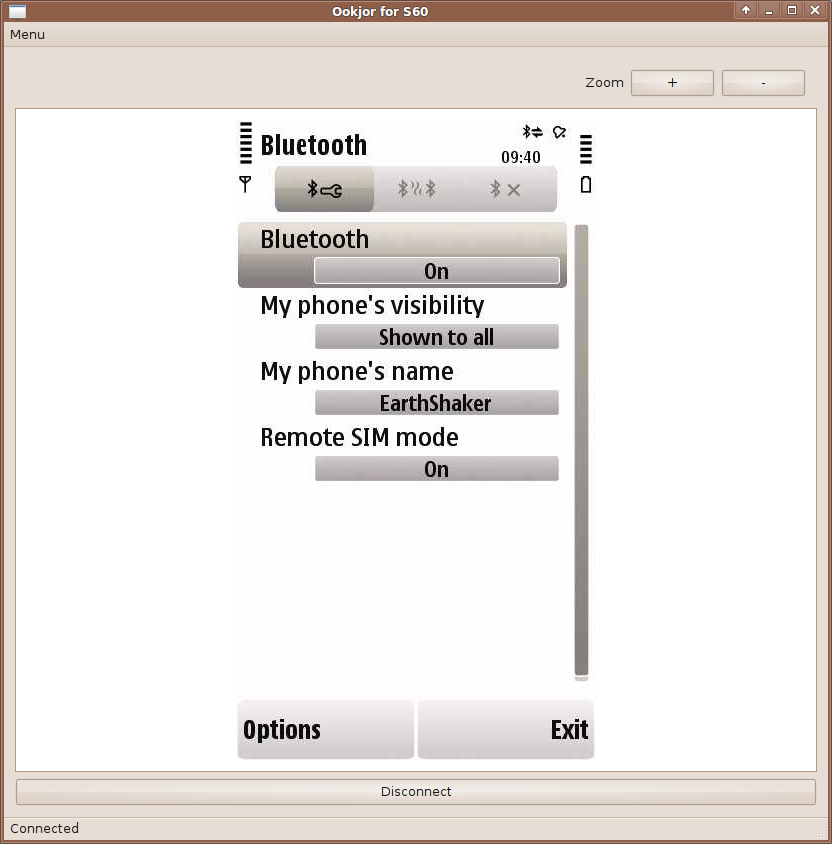 Ookjor for S60
Menu
Zoom + -
Bluetooth
09:40
Bluetooth
On
My phone's visibility
Shown to all
My phone's name
EarthShaker
Remote SIM mode
On
Options Exit
Disconnect
Connected